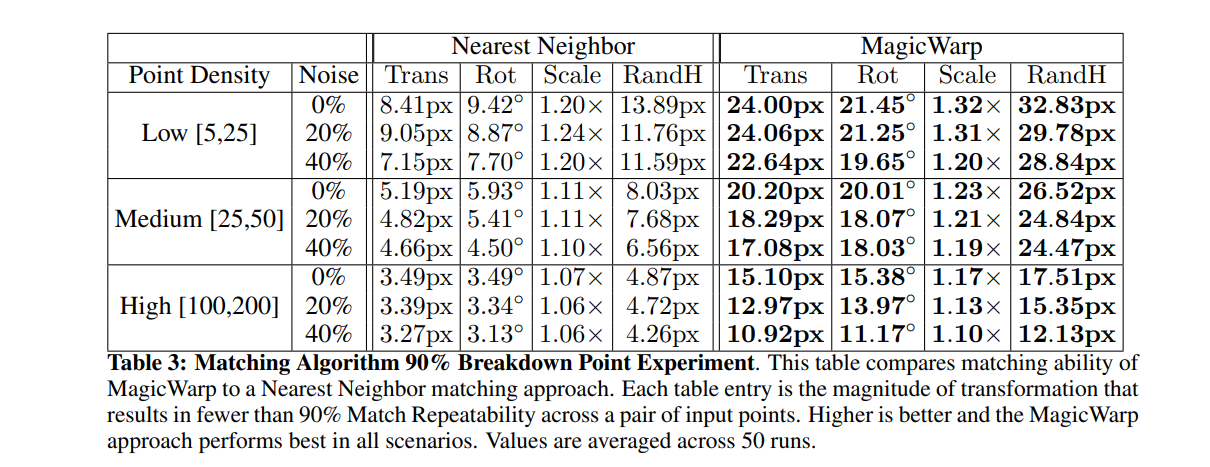 Nearest Neighbor MagicWarp
Point Density Noise Trans Rot Scale RandH Trans Rot Scale RandH
0% 8.41px 9.42° 1.20× 13.89px 24.00px 21.45° 1.32× 32.83px
Low [5,25] 20% 9.05px 8.87° 1.24× 11.76px 24.06px 21.25° 1.31× 29.78px
40% 7.15px 7.70° 1.20× 11.59px 22.64px 19.65° 1.20× 28.84px
0% 5.19px 5.93° 1.11× 8.03px 20.20px 20.01° 1.23× 26.52px
Medium [25,50] 20% 4.82px 5.41° 1.11× 7.68px 18.29px 18.07° 1.21× 24.84px
40% 4.66px 4.50° 1.10× 6.56px 17.08px 18.03° 1.19× 24.47px
0% 3.49px 3.49° 1.07× 4.87px 15.10px 15.38° 1.17× 17.51px
High [100,200] 20% 3.39px 3.34° 1.06× 4.72px 12.97px 13.97° 1.13× 15.35px
40% 3.27px 3.13° 1.06× 4.26px 10.92px 11.17° 1.10× 12.13px
Table 3: Matching Algorithm 90% Breakdown Point Experiment. This table compares matching ability of
MagicWarp to a Nearest Neighbor matching approach. Each table entry is the magnitude of transformation that
results in fewer than 90% Match Repeatability across a pair of input points. Higher is better and the MagicWarp
approach performs best in all scenarios. Values are averaged across 50 runs.